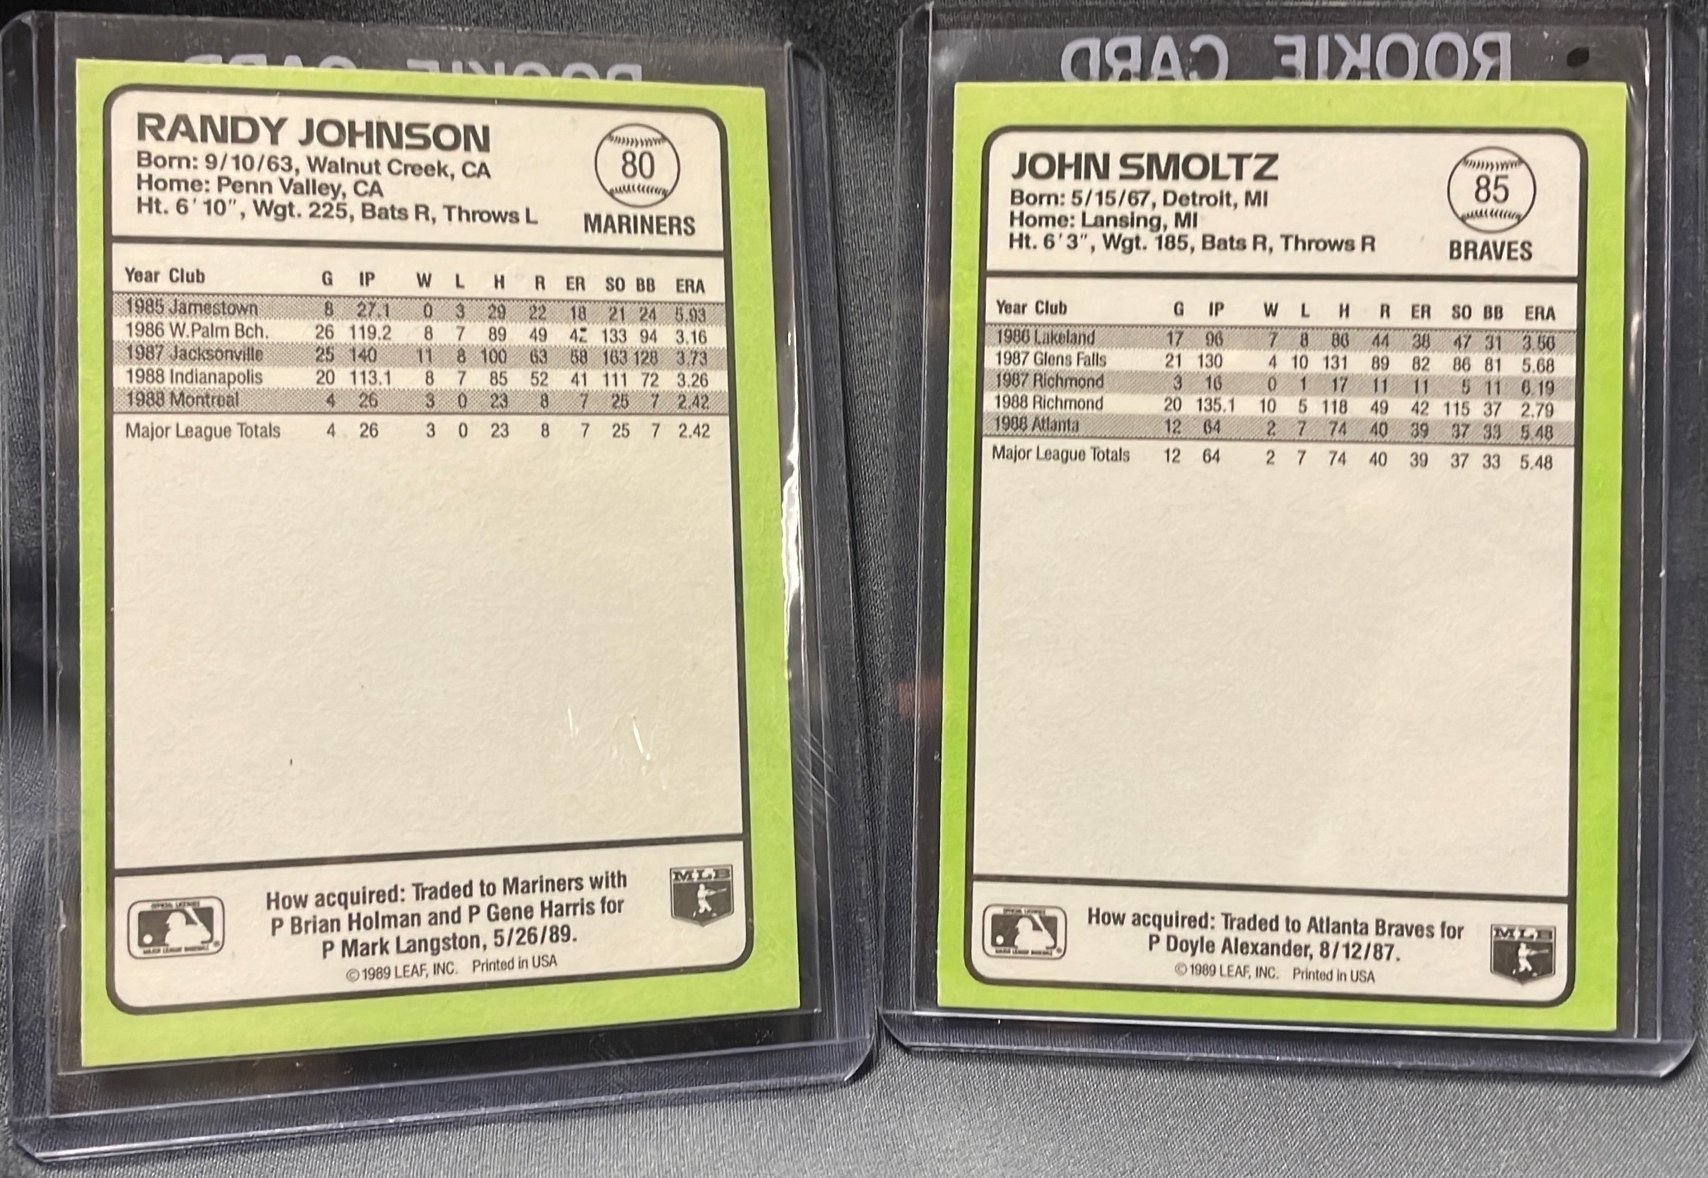 ROOKIE CARD
RANDY JOHNSON
Born: 9/10/63, Walnut Creek, CA
Home: Penn Valley, CA
Ht. 6'10", Wgt. 225, Bats R, Throws L
80
MARINERS
Year Club G IP W L H R ER SO BB ERA
1985 Jamestown 8 27.1 0 3 29 22 18 21 24 5.93
1986 W.Palm Bch. 26 119.2 8 7 89 49 42 133 94 3.16
1987 Jacksonville 25 140 11 8 100 63 58 163 128 3.73
1988 Indianapolis 20 113.1 8 7 85 52 41 111 72 3.26
1988 Montreal 4 26 3 0 23 8 7 25 7 2.42
Major League Totals 4 26 3 0 23 8 7 25 7 2.42
How acquired: Traded to Mariners with
P Brian Holman and P Gene Harris for
P Mark Langston, 5/26/89.
©1989 LEAF, INC. Printed in USA
MLB
ROOKIE CARD
JOHN SMOLTZ
Born: 5/15/67, Detroit, MI
Home: Lansing, MI
Ht. 6'3", Wgt. 185, Bats R, Throws R
85
BRAVES
Year Club G IP W L H R ER SO BB ERA
1986 Lakeland 17 96 7 8 86 44 38 47 31 3.56
1987 Glens Falls 21 130 4 10 131 89 82 86 81 5.68
1987 Richmond 3 16 0 1 17 11 11 5 11 6.19
1988 Richmond 20 135.1 10 5 118 49 42 115 37 2.79
1988 Atlanta 12 64 2 7 74 40 39 37 33 5.48
Major League Totals 12 64 2 7 74 40 39 37 33 5.48
How acquired: Traded to Atlanta Braves for
P Doyle Alexander, 8/12/87.
©1989 LEAF, INC. Printed in USA
MLB